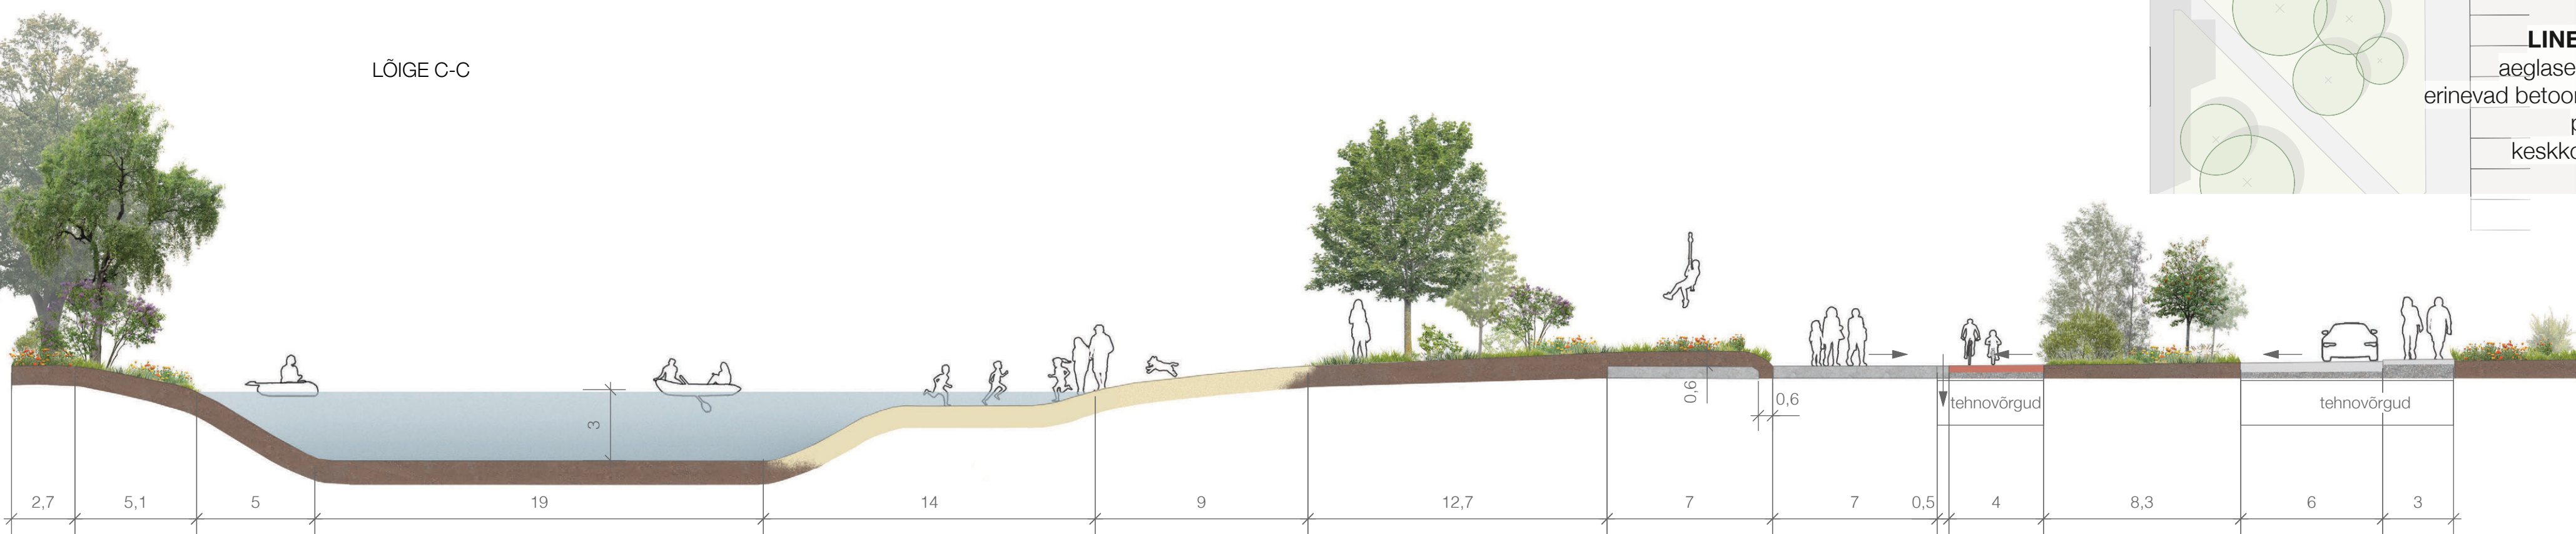 LÕIGE C-C
LINE
aeglase
erinevad betoon
p
keskko
3
0,6
0,6
tehnovõrgud
tehnovõrgud
2,7 5,1 5 19 14 9 12,7 7 7 0,5 4 8,3 6 3